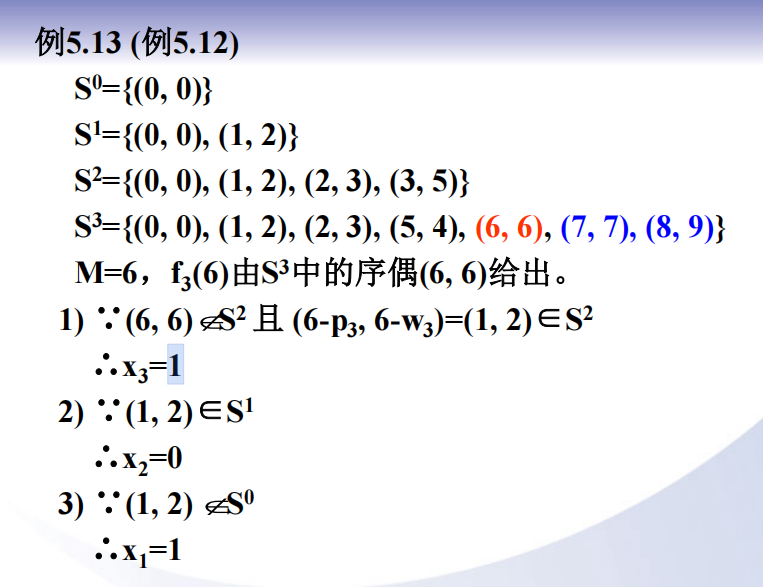 例5.13 (例5.12)
S⁰={(0, 0)}
S¹={(0, 0), (1, 2)}
S²={(0, 0), (1, 2), (2, 3), (3, 5)}
S³={(0, 0), (1, 2), (2, 3), (5, 4), (6, 6), (7, 7), (8, 9)}
M=6，f₃(6)由S³中的序偶(6, 6)给出。
1) ∵(6, 6)∉S² 且 (6-p₃, 6-w₃)=(1, 2)∈S²
∴x₃=1
2) ∵(1, 2)∈S¹
∴x₂=0
3) ∵(1, 2) ∉S⁰
∴x₁=1